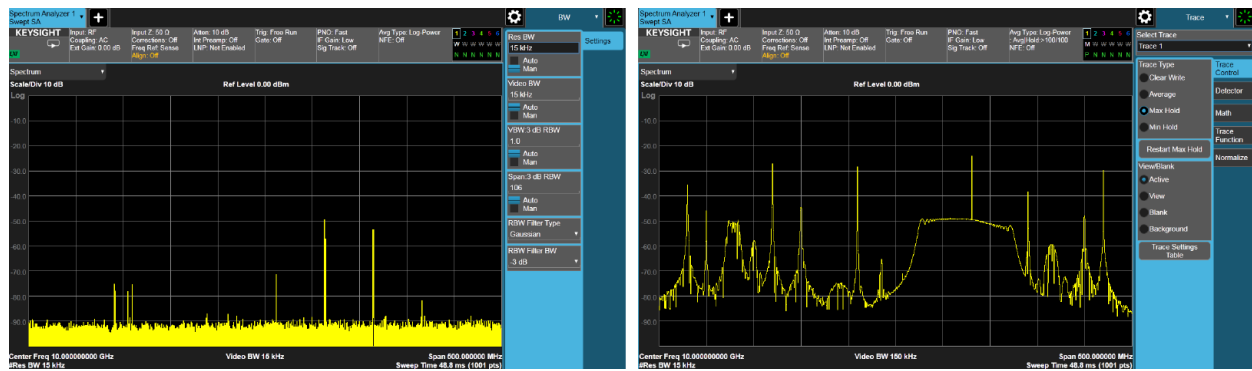 Spectrum Analyzer 1
Swept SA
BW
KEYSIGHT
Input: RF
Coupling: AC
Ext Gain: 0.00 dB
Input Z: 50 Ω
Corrections: Off
Freq Ref: Sense
Align: Off
Atten: 10 dB
Int Preamp: Off
LNP: Not Enabled
Trig: Free Run
Gate: Off
PNO: Fast
IF Gain: Low
Sig Track: Off
Avg Type: Log-Power
NFE: Off
1 2 3 4 5 6
W W W W W W
N N N N N N
Spectrum
Scale/Div 10 dB
Ref Level 0.00 dBm
Log
-10.0
-30.0
-60.0
-70.0
-80.0
-90.0
Center Freq 10.000000000 GHz
#Res BW 15 kHz
Video BW 15 kHz
Span 500.000000 MHz
Sweep Time 48.8 ms (1001 pts)
Res BW
15 kHz
Auto
Man
Video BW
15 kHz
Auto
Man
VBW:3 dB RBW
1.0
Auto
Man
Span:3 dB RBW
106
Auto
Man
RBW Filter Type
Gaussian
RBW Filter BW
-3 dB
Settings
Spectrum Analyzer 1
Swept SA
Trace
KEYSIGHT
Input: RF
Coupling: AC
Ext Gain: 0.00 dB
Input Z: 50 Ω
Corrections: Off
Freq Ref: Sense
Align: Off
Atten: 10 dB
Int Preamp: Off
LNP: Not Enabled
Trig: Free Run
Gate: Off
PNO: Fast
IF Gain: Low
Sig Track: Off
Avg Type: Log-Power
Avg|Hold:>100/100
NFE: Off
1 2 3 4 5 6
M W W W W W
P N N N N N
Spectrum
Scale/Div 10 dB
Ref Level 0.00 dBm
Log
-10.0
-30.0
-60.0
-70.0
-80.0
-90.0
Center Freq 10.000000000 GHz
#Res BW 15 kHz
Video BW 150 kHz
Span 500.000000 MHz
Sweep Time 48.8 ms (1001 pts)
Select Trace
Trace 1
Trace Type
Clear Write
Average
Max Hold
Min Hold
Restart Max Hold
View/Blank
Active
View
Blank
Background
Trace Settings
Table
Trace
Control
Detector
Math
Trace
Function
Normalize